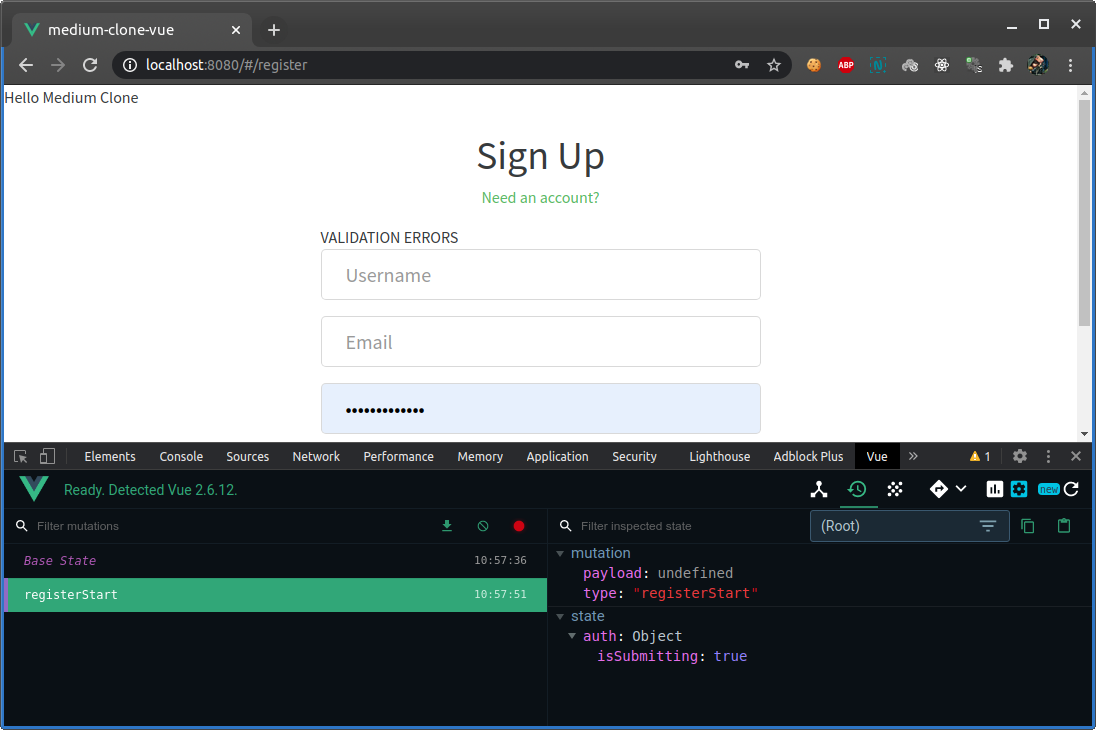 medium-clone-vue
localhost:8080/#/register
ABP
N
Hello Medium Clone
Sign Up
Need an account?
VALIDATION ERRORS
Username
Email
•••••••••••••
Elements Console Sources Network Performance Memory Application Security Lighthouse Adblock Plus Vue » 1
Ready. Detected Vue 2.6.12.
new
Filter mutations
Filter inspected state
(Root)
Base State 10:57:36
registerStart 10:57:51
mutation
payload: undefined
type: "registerStart"
state
auth: Object
isSubmitting: true